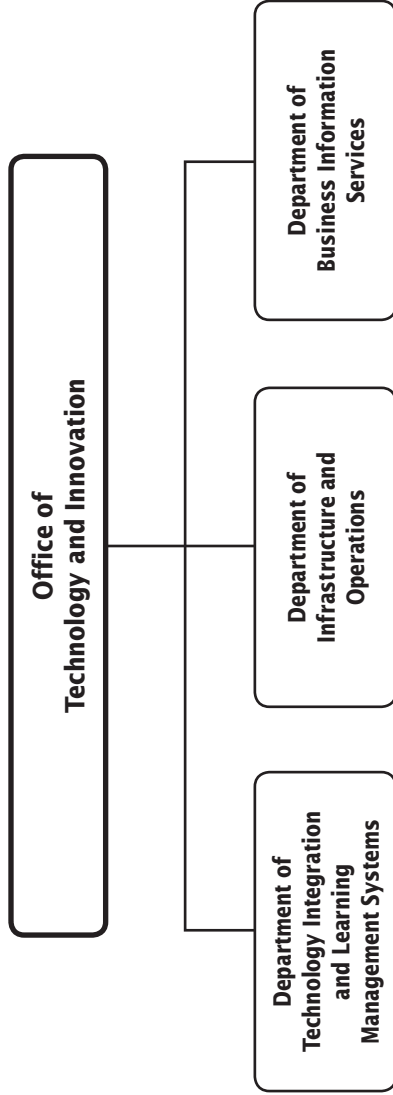 Office of
Technology and Innovation
Department of
Technology Integration
and Learning
Management Systems
Department of
Infrastructure and
Operations
Department of
Business Information
Services